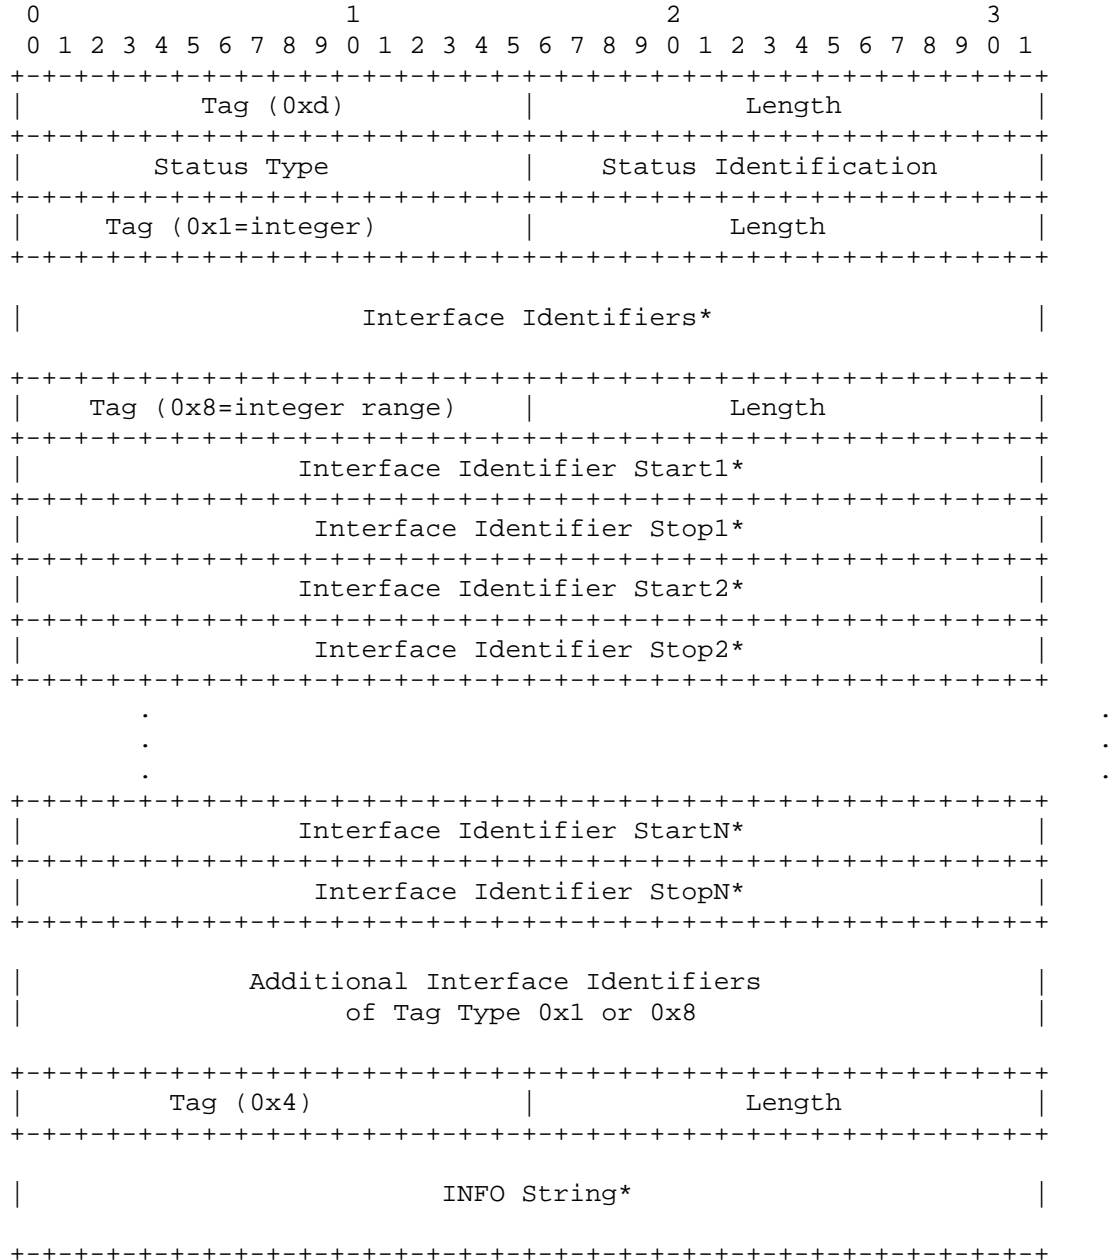 0                   1                   2                   3
0 1 2 3 4 5 6 7 8 9 0 1 2 3 4 5 6 7 8 9 0 1 2 3 4 5 6 7 8 9 0 1
+-+-+-+-+-+-+-+-+-+-+-+-+-+-+-+-+-+-+-+-+-+-+-+-+-+-+-+-+-+-+-+-+
|           Tag (0xd)           |             Length            |
+-+-+-+-+-+-+-+-+-+-+-+-+-+-+-+-+-+-+-+-+-+-+-+-+-+-+-+-+-+-+-+-+
|        Status Type            |    Status Identification      |
+-+-+-+-+-+-+-+-+-+-+-+-+-+-+-+-+-+-+-+-+-+-+-+-+-+-+-+-+-+-+-+-+
|     Tag (0x1=integer)         |            Length             |
+-+-+-+-+-+-+-+-+-+-+-+-+-+-+-+-+-+-+-+-+-+-+-+-+-+-+-+-+-+-+-+-+
|                     Interface Identifiers*                    |
+-+-+-+-+-+-+-+-+-+-+-+-+-+-+-+-+-+-+-+-+-+-+-+-+-+-+-+-+-+-+-+-+
|    Tag (0x8=integer range)    |            Length             |
+-+-+-+-+-+-+-+-+-+-+-+-+-+-+-+-+-+-+-+-+-+-+-+-+-+-+-+-+-+-+-+-+
|                 Interface Identifier Start1*                  |
+-+-+-+-+-+-+-+-+-+-+-+-+-+-+-+-+-+-+-+-+-+-+-+-+-+-+-+-+-+-+-+-+
|                  Interface Identifier Stop1*                  |
+-+-+-+-+-+-+-+-+-+-+-+-+-+-+-+-+-+-+-+-+-+-+-+-+-+-+-+-+-+-+-+-+
|                 Interface Identifier Start2*                  |
+-+-+-+-+-+-+-+-+-+-+-+-+-+-+-+-+-+-+-+-+-+-+-+-+-+-+-+-+-+-+-+-+
|                  Interface Identifier Stop2*                  |
+-+-+-+-+-+-+-+-+-+-+-+-+-+-+-+-+-+-+-+-+-+-+-+-+-+-+-+-+-+-+-+-+
.                                                           .
.                                                           .
.                                                           .
+-+-+-+-+-+-+-+-+-+-+-+-+-+-+-+-+-+-+-+-+-+-+-+-+-+-+-+-+-+-+-+-+
|                 Interface Identifier StartN*                  |
+-+-+-+-+-+-+-+-+-+-+-+-+-+-+-+-+-+-+-+-+-+-+-+-+-+-+-+-+-+-+-+-+
|                  Interface Identifier StopN*                  |
+-+-+-+-+-+-+-+-+-+-+-+-+-+-+-+-+-+-+-+-+-+-+-+-+-+-+-+-+-+-+-+-+
|              Additional Interface Identifiers                 |
|                    of Tag Type 0x1 or 0x8                     |
+-+-+-+-+-+-+-+-+-+-+-+-+-+-+-+-+-+-+-+-+-+-+-+-+-+-+-+-+-+-+-+-+
|         Tag (0x4)             |             Length            |
+-+-+-+-+-+-+-+-+-+-+-+-+-+-+-+-+-+-+-+-+-+-+-+-+-+-+-+-+-+-+-+-+
|                          INFO String*                         |
+-+-+-+-+-+-+-+-+-+-+-+-+-+-+-+-+-+-+-+-+-+-+-+-+-+-+-+-+-+-+-+-+